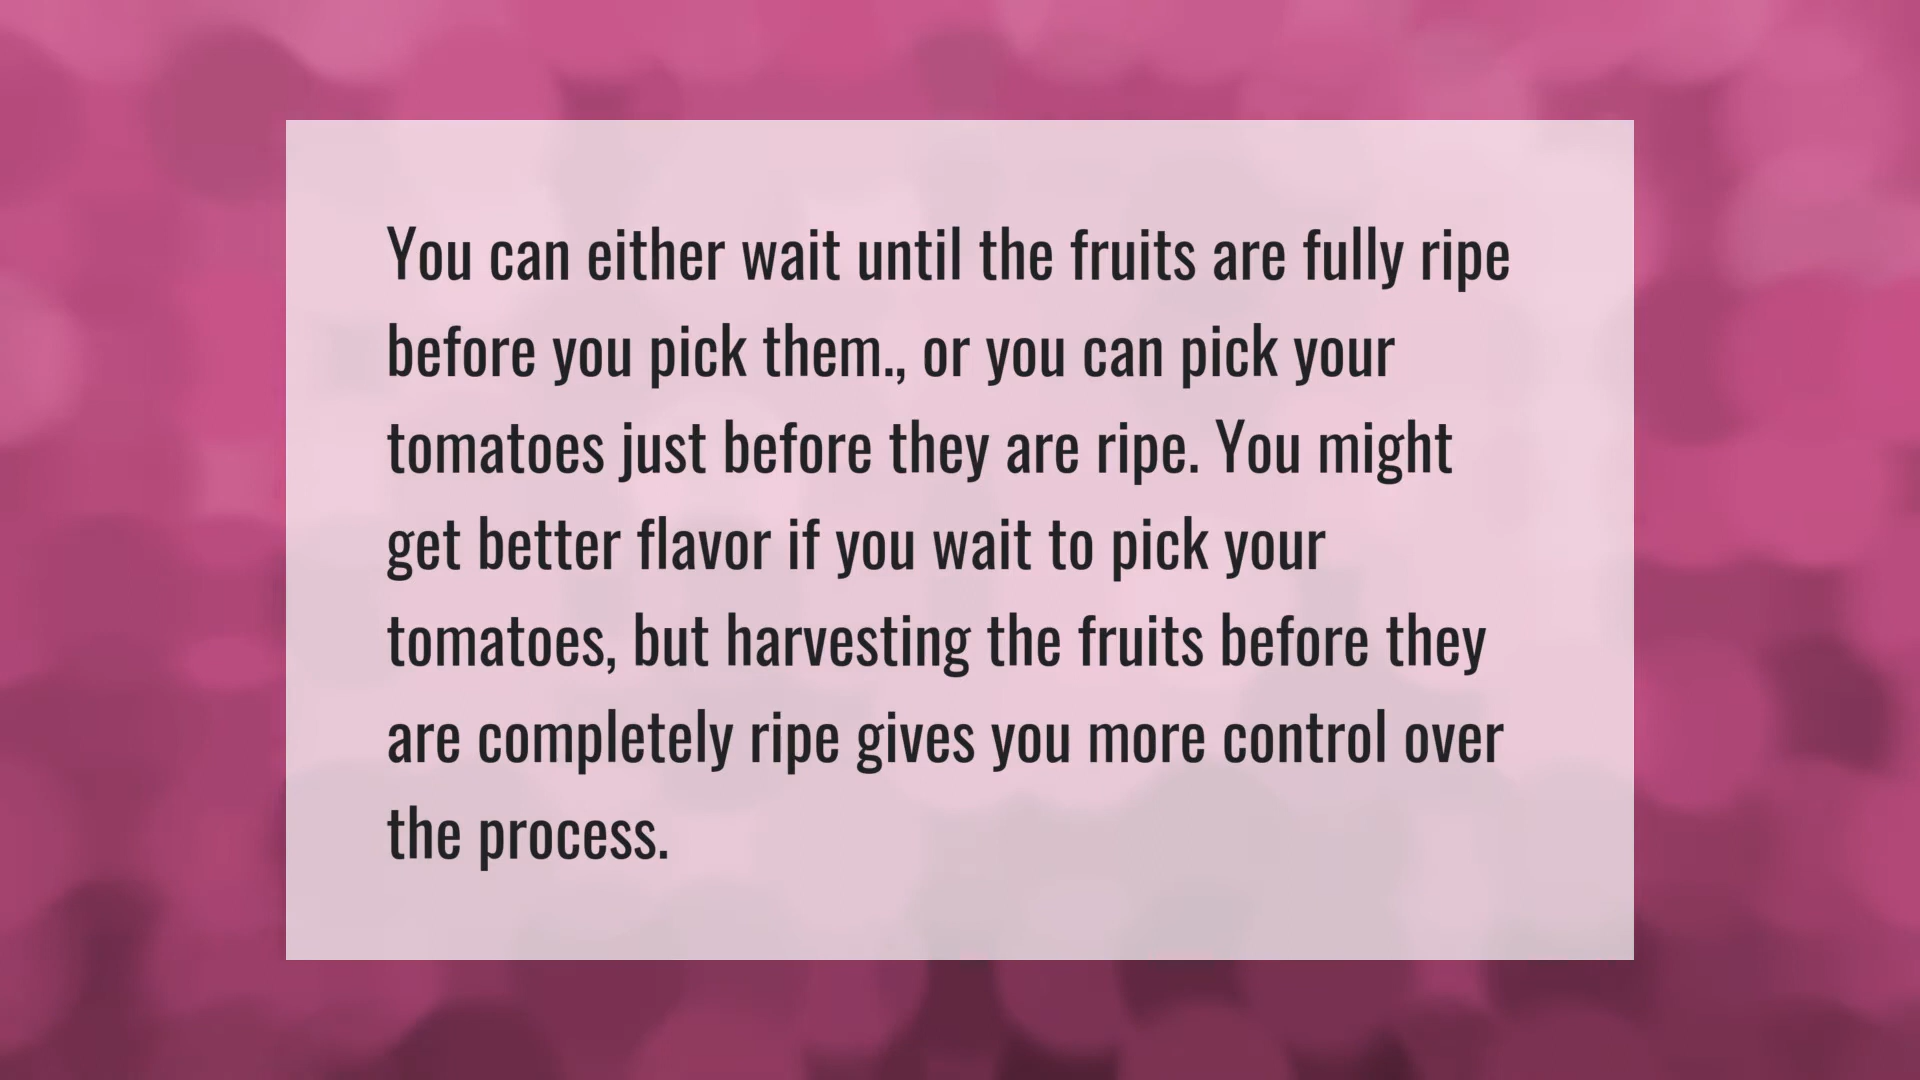 You can either wait until the fruits are fully ripe
before you pick them., or you can pick your
tomatoes just before they are ripe. You might
get better flavor if you wait to pick your
tomatoes, but harvesting the fruits before they
are completely ripe gives you more control over
the process.